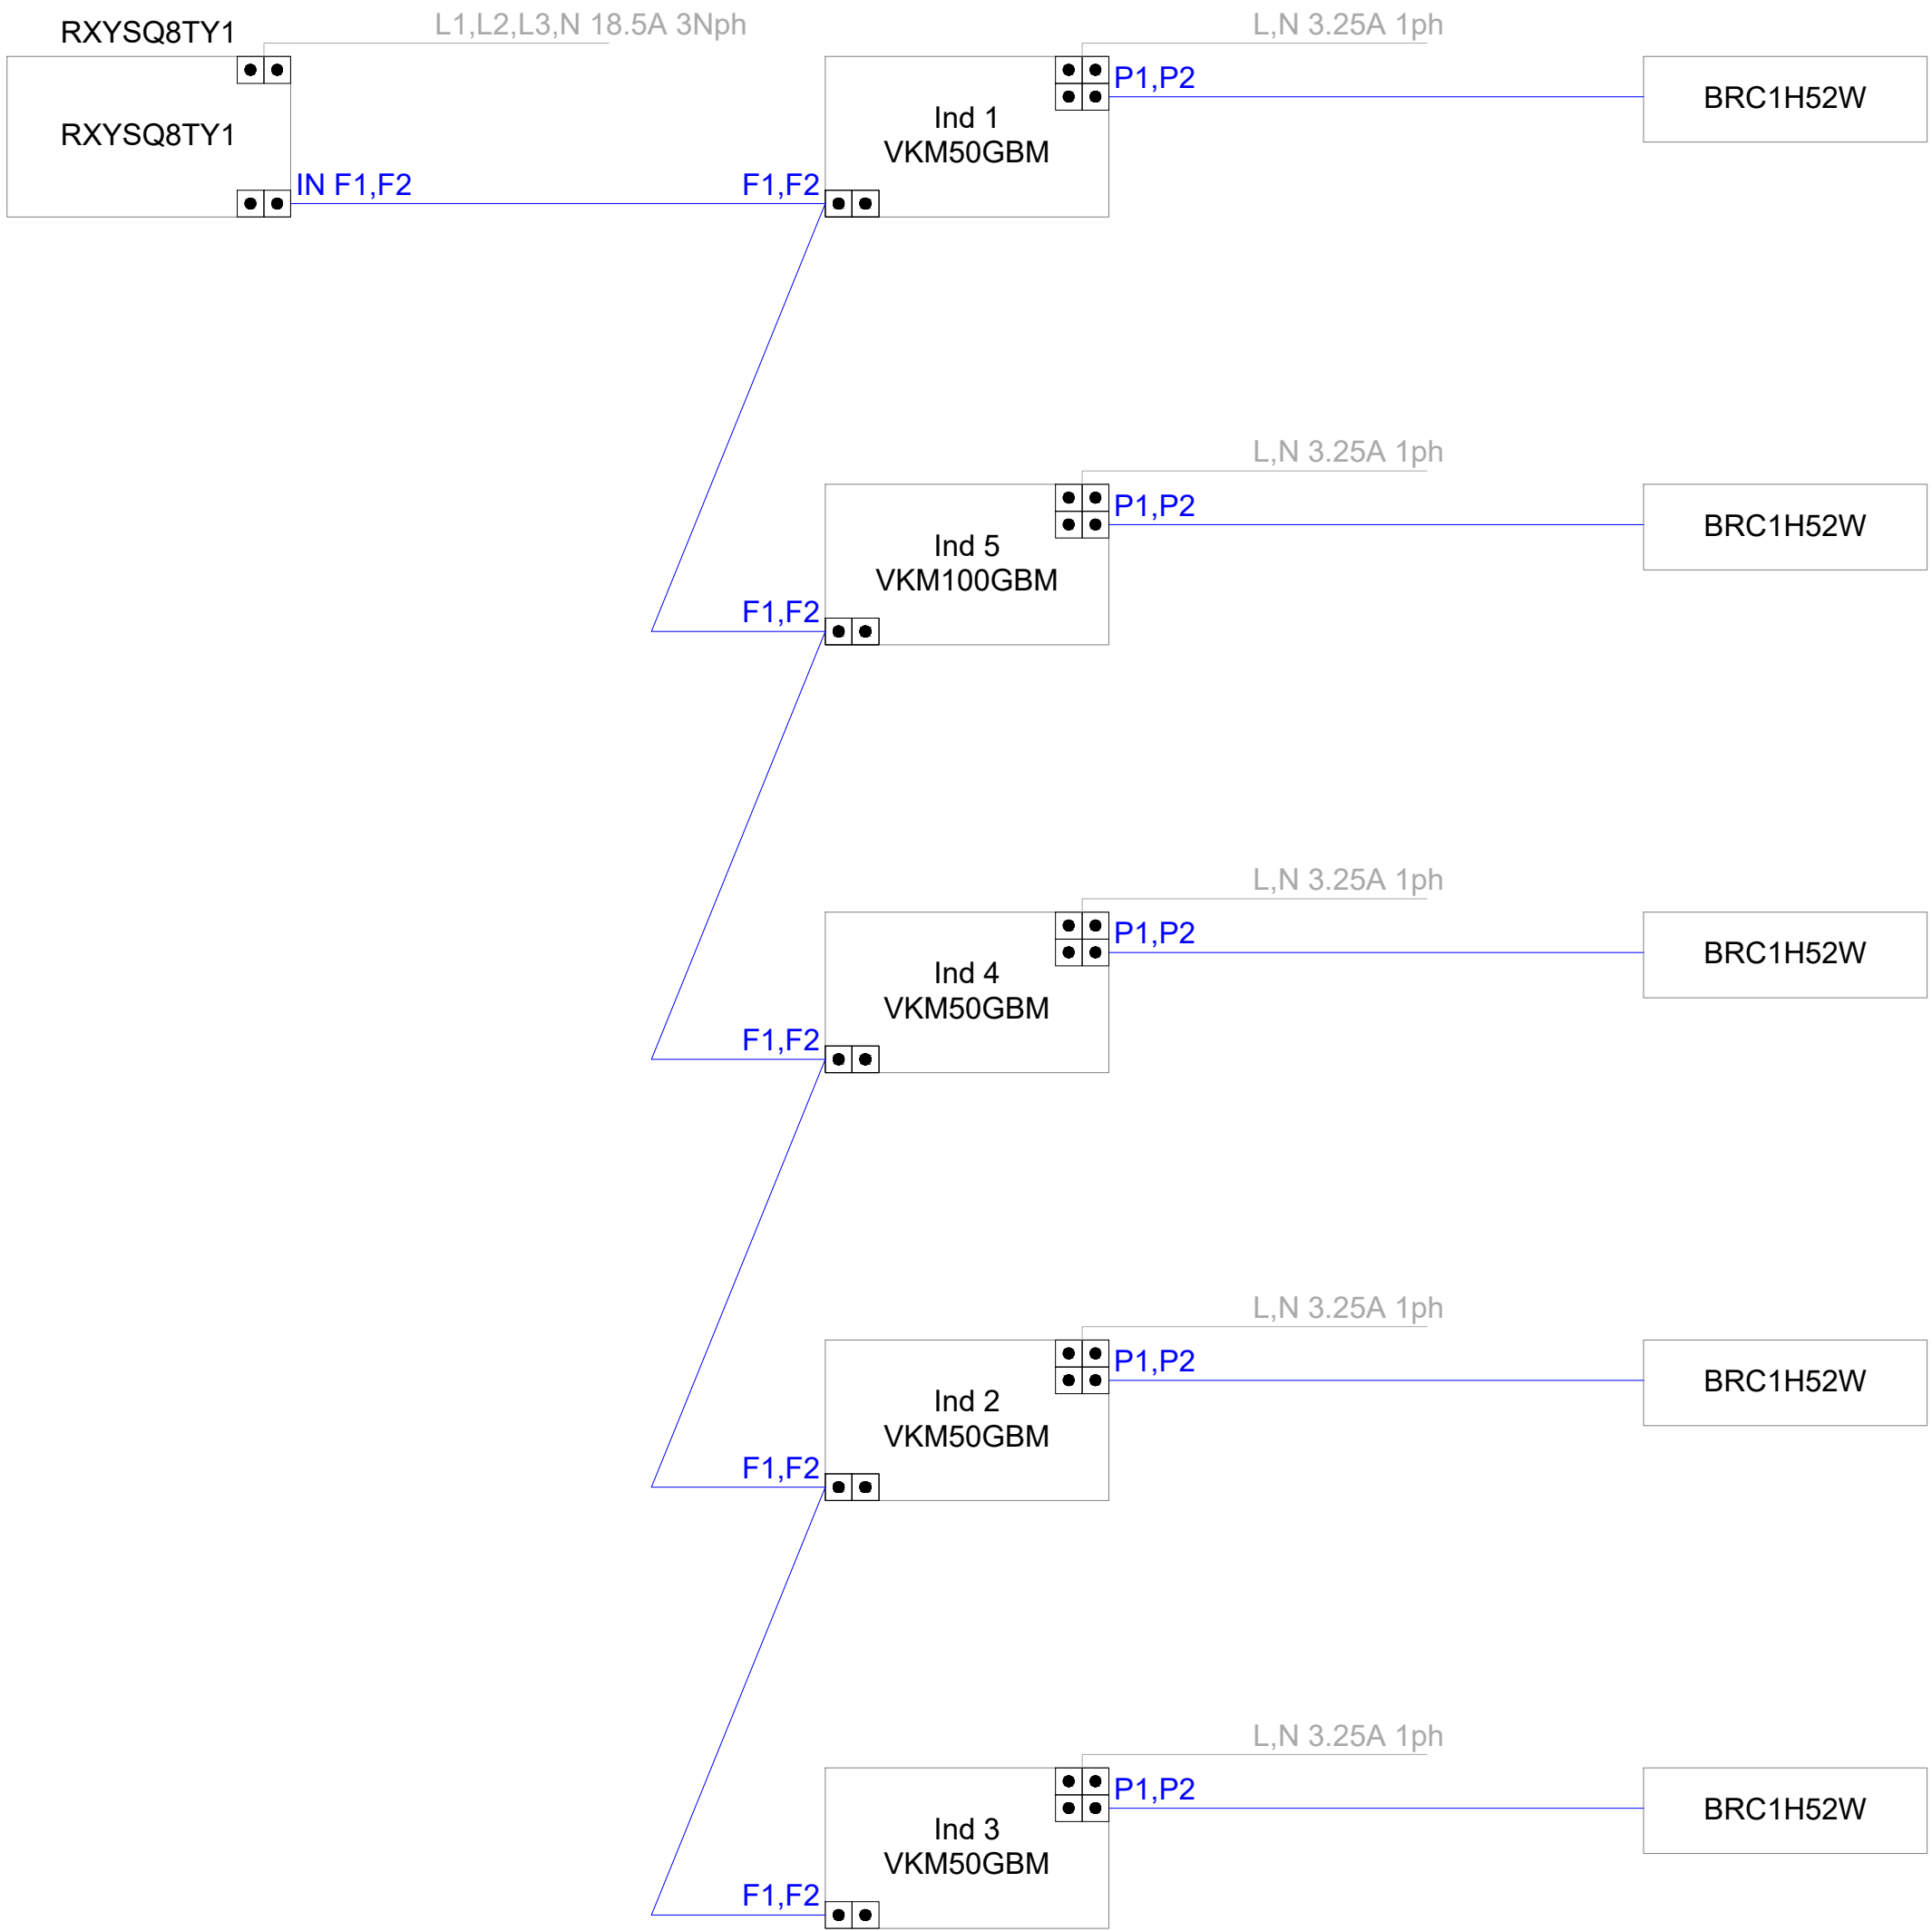 RXYSQ8TY1
L1,L2,L3,N 18.5A 3Nph
RXYSQ8TY1
IN F1,F2
L,N 3.25A 1ph
P1,P2
Ind 1
VKM50GBM
F1,F2
BRC1H52W
L,N 3.25A 1ph
P1,P2
Ind 5
VKM100GBM
F1,F2
BRC1H52W
L,N 3.25A 1ph
P1,P2
Ind 4
VKM50GBM
F1,F2
BRC1H52W
L,N 3.25A 1ph
P1,P2
Ind 2
VKM50GBM
F1,F2
BRC1H52W
L,N 3.25A 1ph
P1,P2
Ind 3
VKM50GBM
F1,F2
BRC1H52W